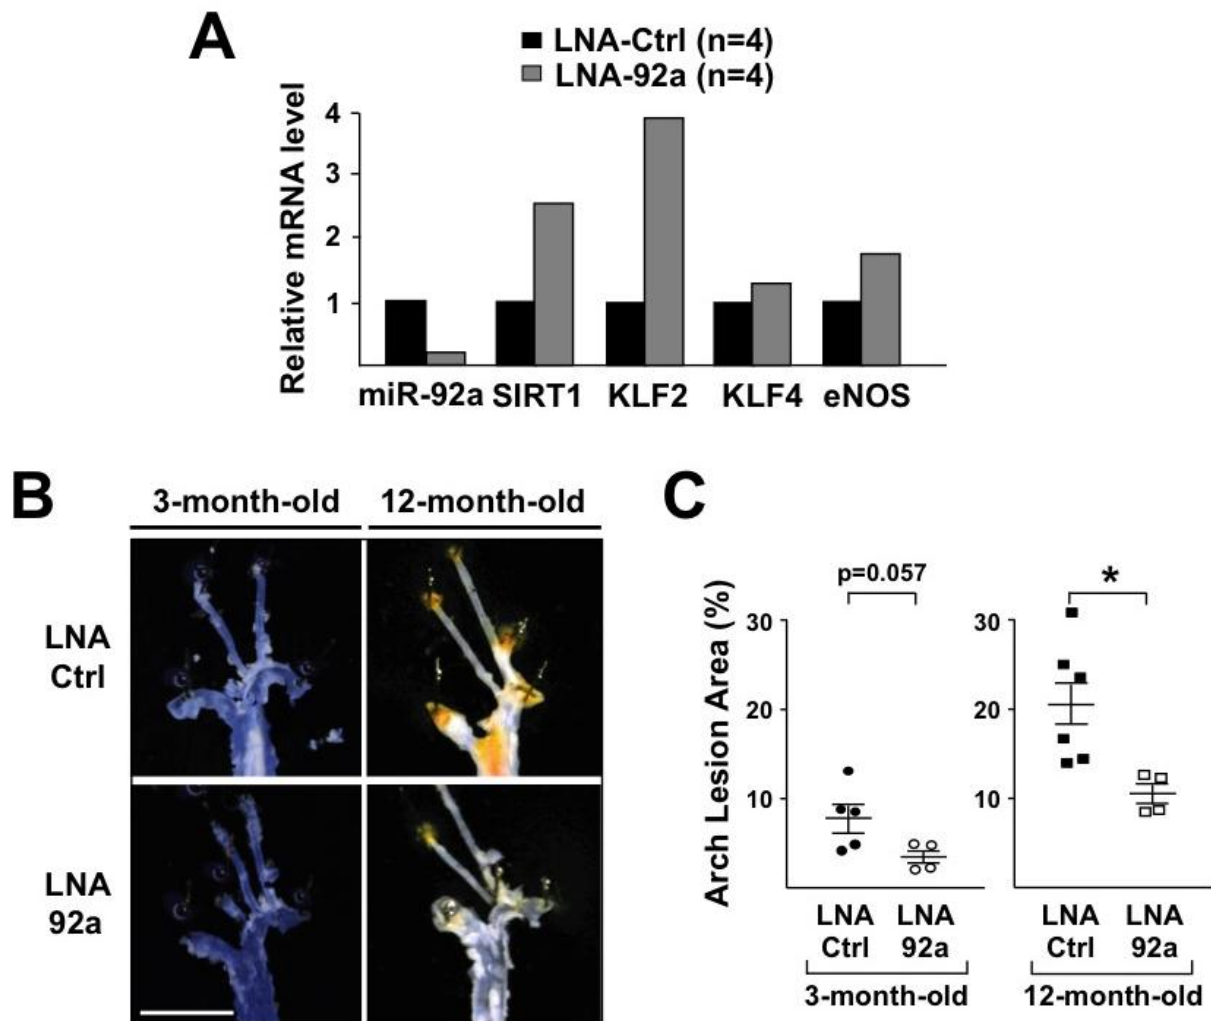 A
LNA-Ctrl (n=4)
LNA-92a (n=4)
Relative mRNA level
4
3
2
1
miR-92a SIRT1 KLF2 KLF4 eNOS
B
3-month-old 12-month-old
LNA
Ctrl
LNA
92a
C
Arch Lesion Area (%)
p=0.057
30
20
10
LNA
Ctrl
LNA
92a
3-month-old
*
30
20
10
LNA
Ctrl
LNA
92a
12-month-old